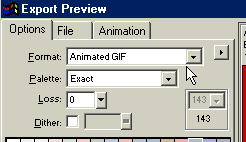 Export Preview
Options File Animation
Format: Animated GIF
Palette: Exact
Loss: 0 143
Dither: 143